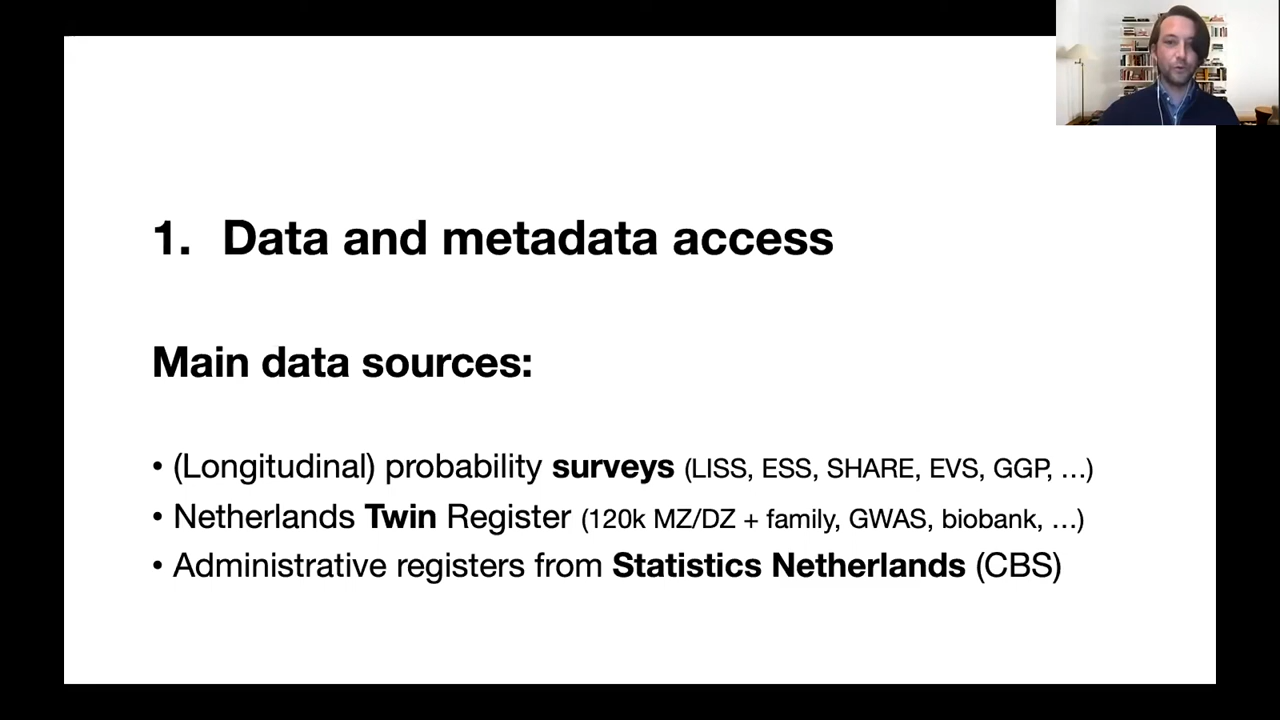 1. Data and metadata access
Main data sources:
• (Longitudinal) probability surveys (LISS, ESS, SHARE, EVS, GGP, …)
• Netherlands Twin Register (120k MZ/DZ + family, GWAS, biobank, …)
• Administrative registers from Statistics Netherlands (CBS)